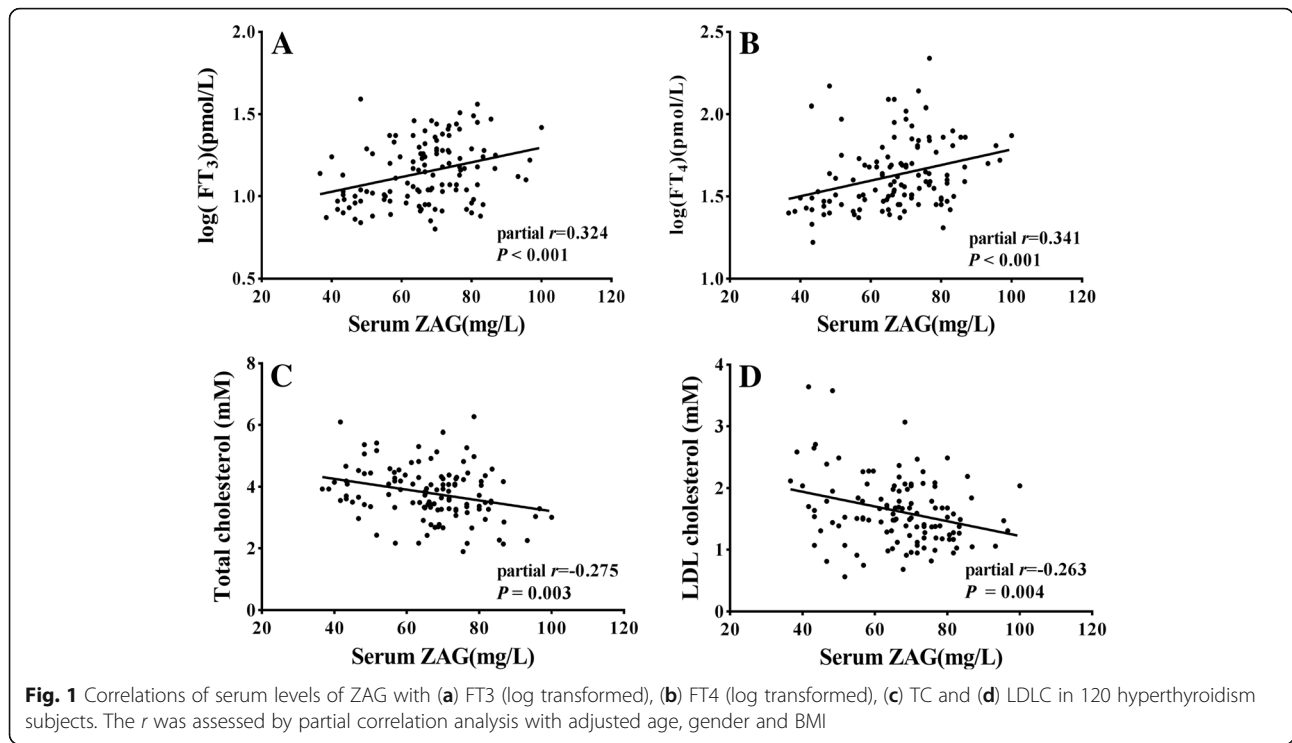 A
log( FT3)(pmol/L)
2.0
1.5
1.0
0.5
20 40 60 80 100 120
Serum ZAG(mg/L)
partial r=0.324
P < 0.001
B
log(FT4)(pmol/L)
2.5
2.0
1.5
1.0
20 40 60 80 100 120
Serum ZAG(mg/L)
partial r=0.341
P < 0.001
C
Total cholesterol (mM)
8
6
4
2
0
20 40 60 80 100 120
Serum ZAG(mg/L)
partial r=-0.275
P = 0.003
D
LDL cholesterol (mM)
4
3
2
1
0
20 40 60 80 100 120
Serum ZAG(mg/L)
partial r=-0.263
P = 0.004
Fig. 1 Correlations of serum levels of ZAG with (a) FT3 (log transformed), (b) FT4 (log transformed), (c) TC and (d) LDLC in 120 hyperthyroidism
subjects. The r was assessed by partial correlation analysis with adjusted age, gender and BMI